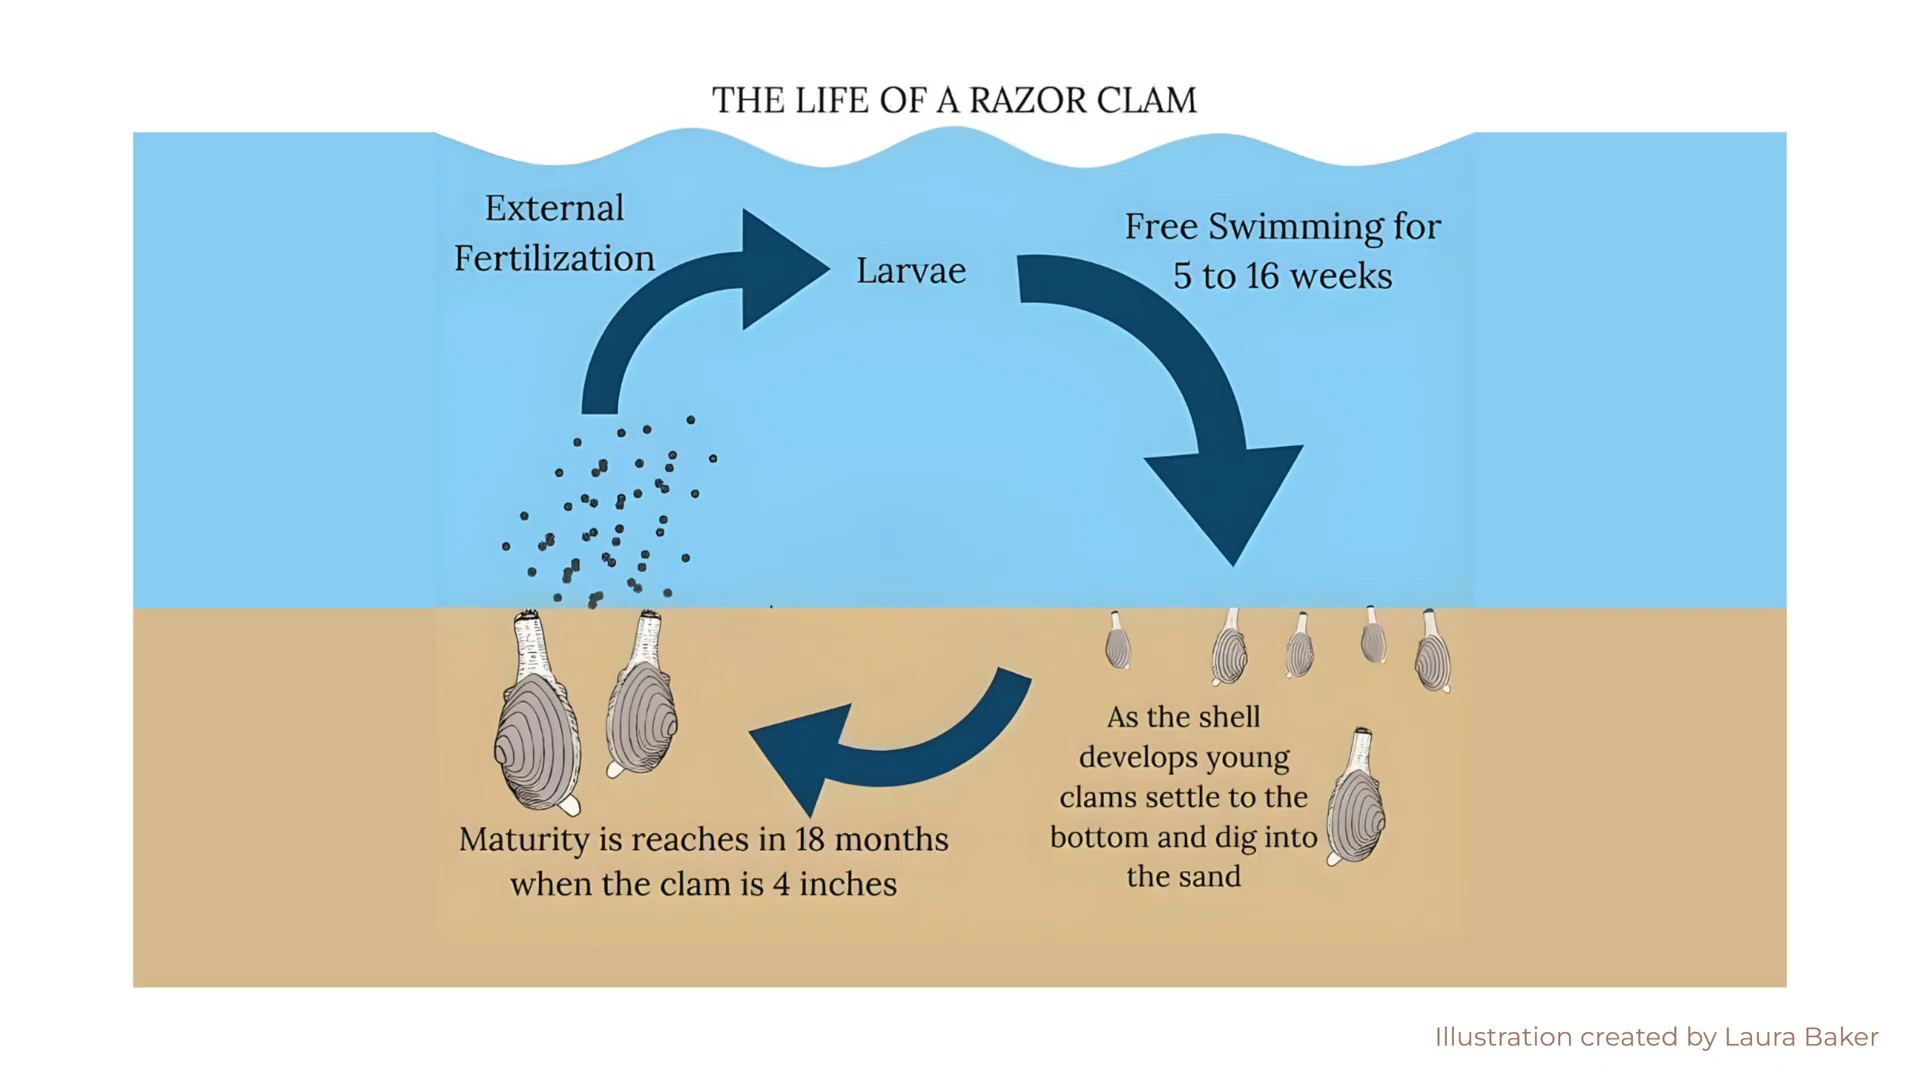 THE LIFE OF A RAZOR CLAM
External
Fertilization
Larvae
Free Swimming for
5 to 16 weeks
As the shell
develops young
clams settle to the
bottom and dig into
the sand
Maturity is reaches in 18 months
when the clam is 4 inches
Illustration created by Laura Baker